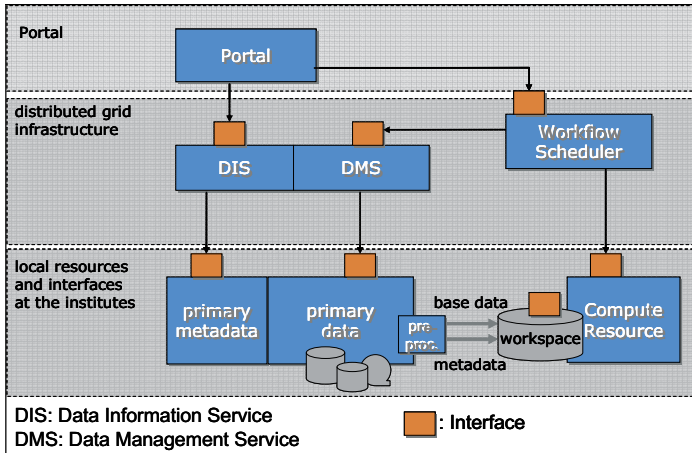 Portal
Portal
distributed grid
infrastructure
Workflow
Scheduler
DIS
DMS
local resources
and interfaces
at the institutes
primary
metadata
primary
data
pre
proc.
base data
metadata
workspace
Compute
Resource
DIS: Data Information Service
DMS: Data Management Service
: Interface